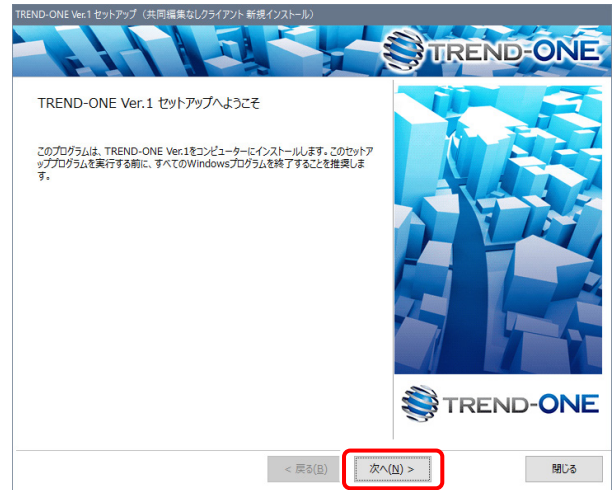 TREND-ONE Ver.1 セットアップ（共同編集なしクライアント 新規インストール）
TREND-ONE
TREND-ONE Ver.1 セットアップへようこそ
このプログラムは、TREND-ONE Ver.1をコンピューターにインストールします。このセットア
ッププログラムを実行する前に、すべてのWindowsプログラムを終了することを推奨しま
す。
TREND-ONE
< 戻る(B)
次へ(N) >
閉じる